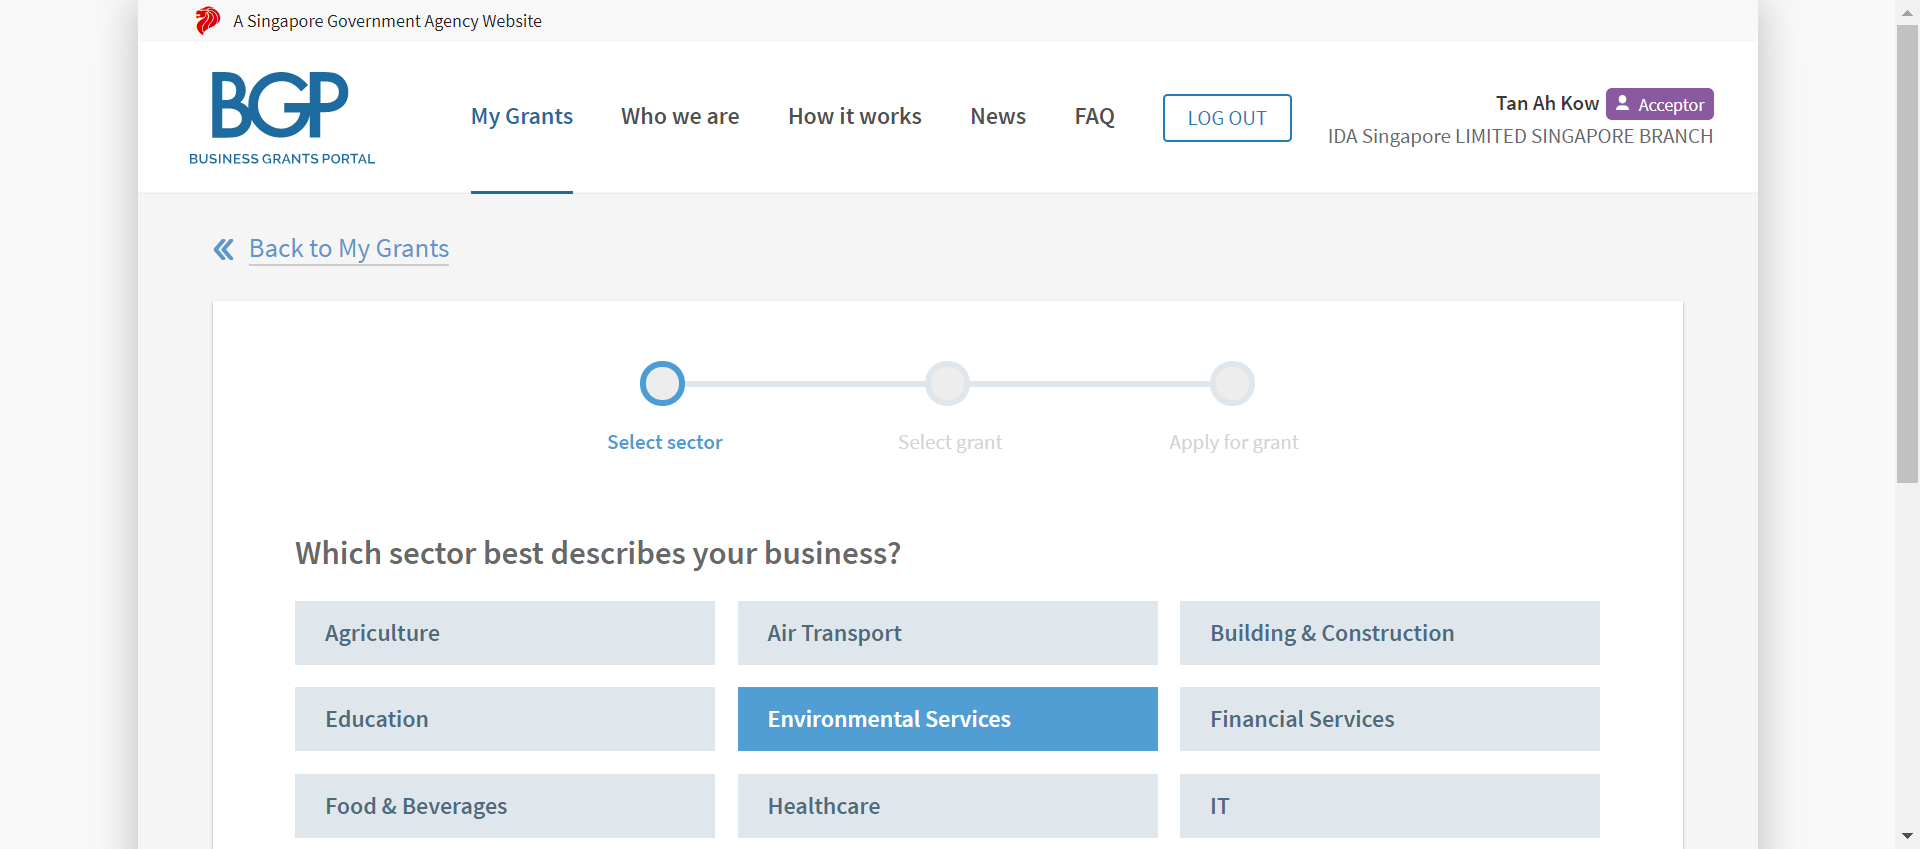 A Singapore Government Agency Website
BGP
BUSINESS GRANTS PORTAL
My Grants
Who we are
How it works
News
FAQ
LOG OUT
Tan Ah Kow
Acceptor
IDA Singapore LIMITED SINGAPORE BRANCH
Back to My Grants
Select sector
Select grant
Apply for grant
Which sector best describes your business?
Agriculture
Air Transport
Building & Construction
Education
Environmental Services
Financial Services
Food & Beverages
Healthcare
IT